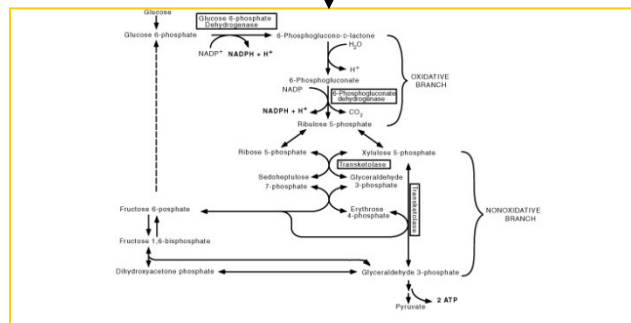 Glucose
Glucose 6-phosphate
Dehydrogenase
Glucose 6-phosphate
6-Phosphoglucono-D-lactone
NADP⁺
NADPH + H⁺
H₂O
H⁺
6-Phosphogluconate
OXIDATIVE
BRANCH
NADP
6-Phosphogluconate
dehydrogenase
NADPH + H⁺
CO₂
Ribulose 5-phosphate
Ribose 5-phosphate
Xylulose 5-phosphate
Transketolase
Sedoheptulose
7-phosphate
Glyceraldehyde
3-phosphate
Transketolase
Fructose 6-posphate
Erythrose
4-phosphate
NONOXIDATIVE
BRANCH
Fructose 1,6-bisphosphate
Dihydroxyacetone phosphate
Glyceraldehyde 3-phosphate
2 ATP
Pyruvate